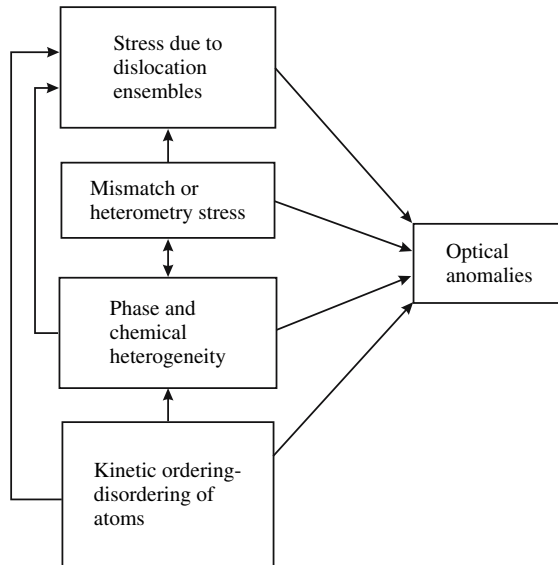 Stress due to
dislocation
ensembles
Mismatch or
heterometry stress
Optical
anomalies
Phase and
chemical
heterogeneity
Kinetic ordering-
disordering of
atoms